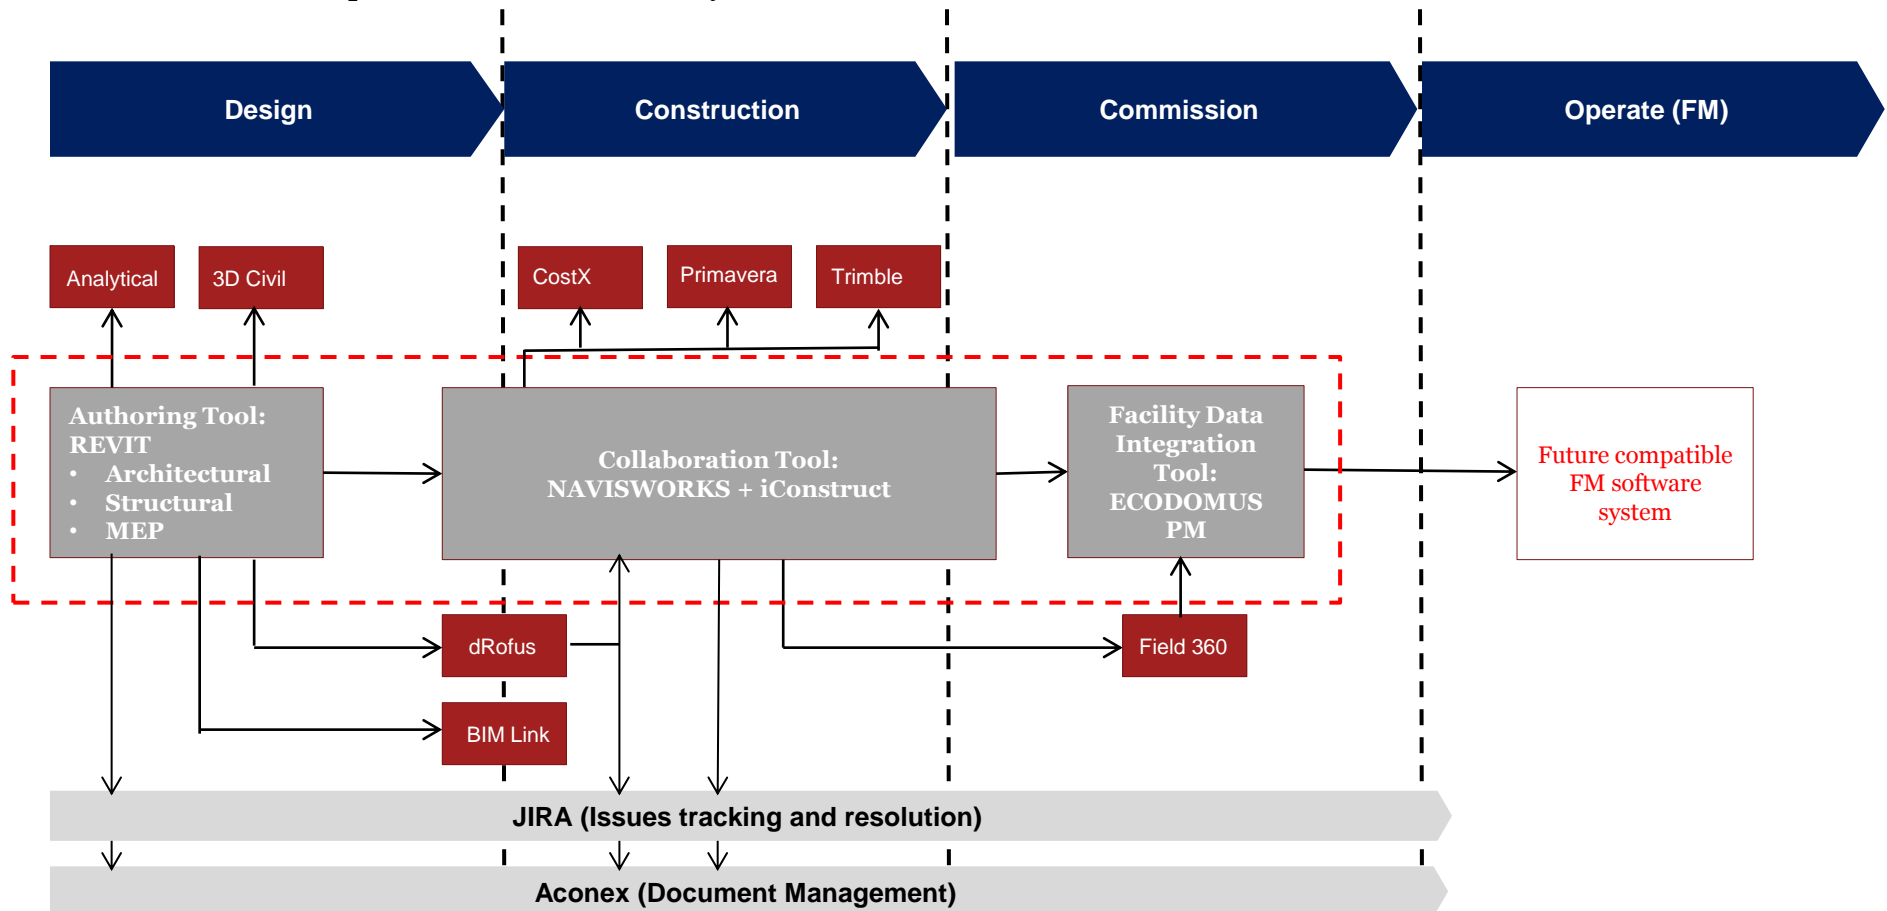 Design
Construction
Commission
Operate (FM)
Analytical
3D Civil
CostX
Primavera
Trimble
Authoring Tool:
REVIT
• Architectural
• Structural
• MEP
Collaboration Tool:
NAVISWORKS + iConstruct
Facility Data
Integration
Tool:
ECODOMUS
PM
Future compatible
FM software
system
dRofus
Field 360
BIM Link
JIRA (Issues tracking and resolution)
Aconex (Document Management)